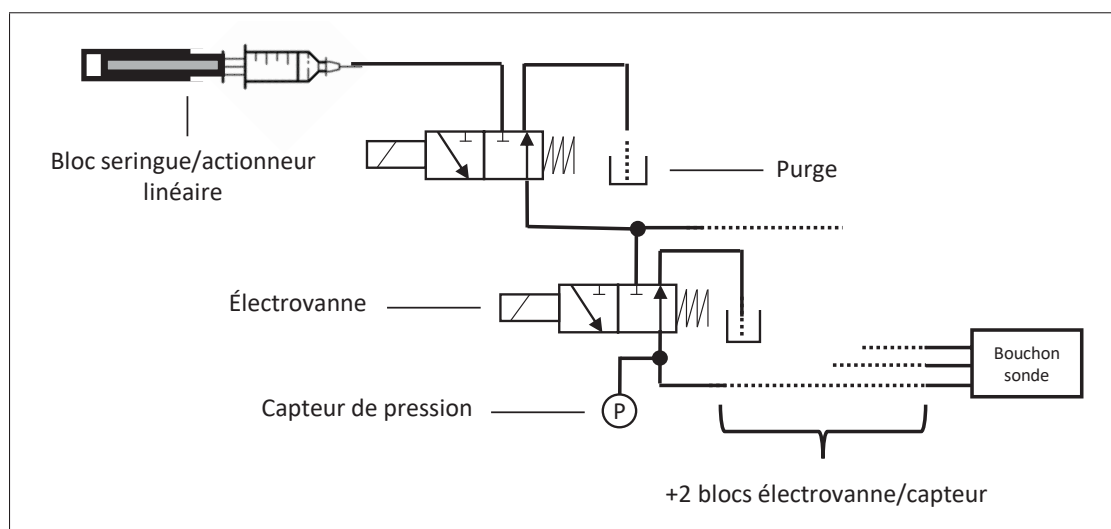 Bloc seringue/actionneur
linéaire
Purge
Électrovanne
Bouchon
sonde
Capteur de pression
P
+2 blocs électrovanne/capteur